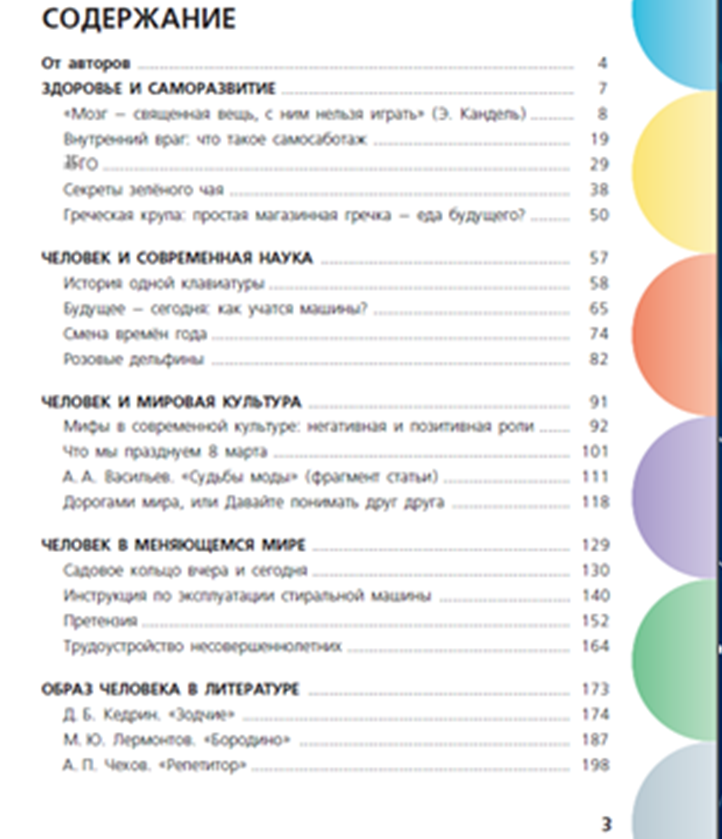 СОДЕРЖАНИЕ
От авторов 4
ЗДОРОВЬЕ И САМОРАЗВИТИЕ 7
«Мозг – священная вещь, с ним нельзя играть» (Э. Кандель) 8
Внутренний враг: что такое самосаботаж 19
29
Секреты зелёного чая 38
Греческая крупа: простая магазинная гречка – еда будущего? 50
ЧЕЛОВЕК И СОВРЕМЕННАЯ НАУКА 57
История одной клавиатуры 58
Будущее – сегодня: как учатся машины? 65
Смена времён года 74
Розовые дельфины 82
ЧЕЛОВЕК И МИРОВАЯ КУЛЬТУРА 91
Мифы в современной культуре: негативная и позитивная роли 92
Что мы празднуем 8 марта 101
А. А. Васильев. «Судьбы моды» (фрагмент статьи) 111
Дорогами мира, или Давайте понимать друг друга 118
ЧЕЛОВЕК В МЕНЯЮЩЕМСЯ МИРЕ 129
Садовое кольцо вчера и сегодня 130
Инструкция по эксплуатации стиральной машины 140
Претензия 152
Трудоустройство несовершеннолетних 164
ОБРАЗ ЧЕЛОВЕКА В ЛИТЕРАТУРЕ 173
Д. Б. Кедрин. «Зодчие» 174
М. Ю. Лермонтов. «Бородино» 187
А. П. Чехов. «Репетитор» 198
3